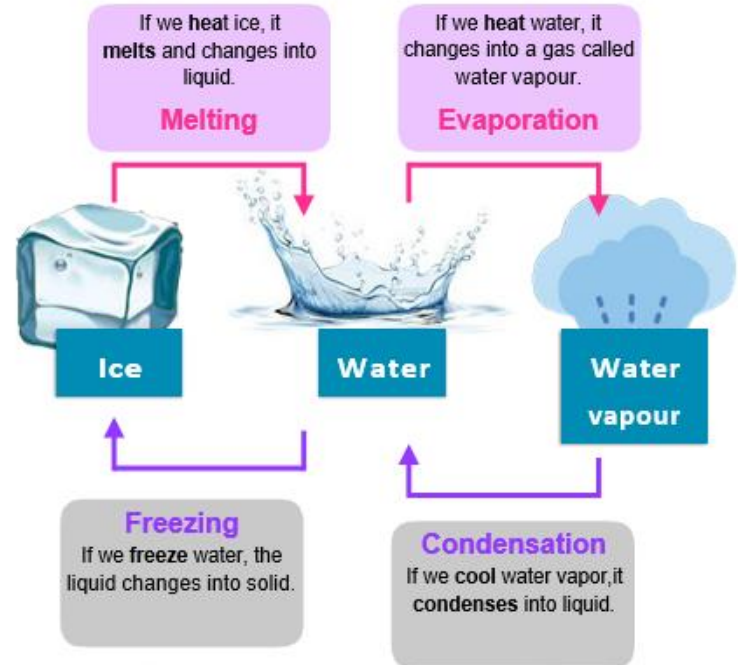 If we heat ice, it
melts and changes into
liquid.
Melting
If we heat water, it
changes into a gas called
water vapour.
Evaporation
Ice
Water
Water
vapour
Freezing
If we freeze water, the
liquid changes into solid.
Condensation
If we cool water vapor,it
condenses into liquid.